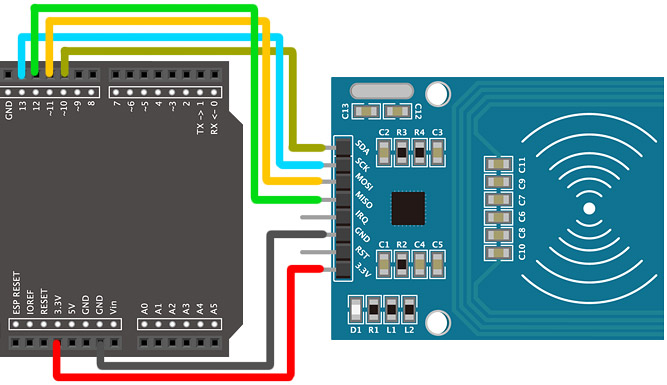 GND
13
12
~11
~10
~9
8
7
~6
~5
4
~3
2
TX -> 1
RX <- 0
ESP RESET
IOREF
RESET
3.3V
5V
GND
GND
Vin
A0
A1
A2
A3
A4
A5
C13
C12
SDA
SCK
MOSI
MISO
IRQ
GND
RST
3.3V
C2 R3 R4 C3
C1 R2 C4 C5
D1 R1 L1 L2
C11
C9
C7
C6
C8
C10